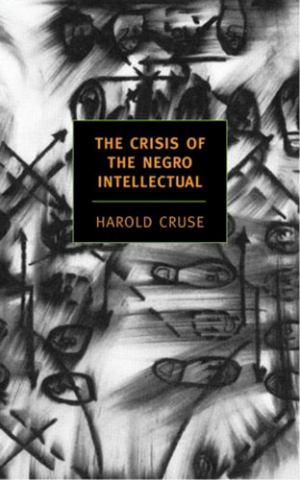 THE CRISIS OF
THE NEGRO
INTELLECTUAL
HAROLD CRUSE